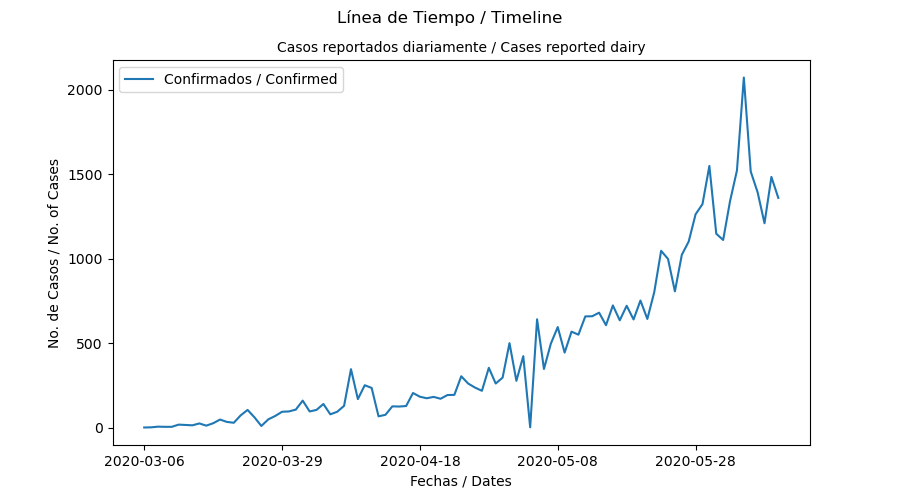 Línea de Tiempo / Timeline
Casos reportados diariamente / Cases reported dairy
Confirmados / Confirmed
No. de Casos / No. of Cases
2000
1500
1000
500
0
2020-03-06 2020-03-29 2020-04-18 2020-05-08 2020-05-28
Fechas / Dates